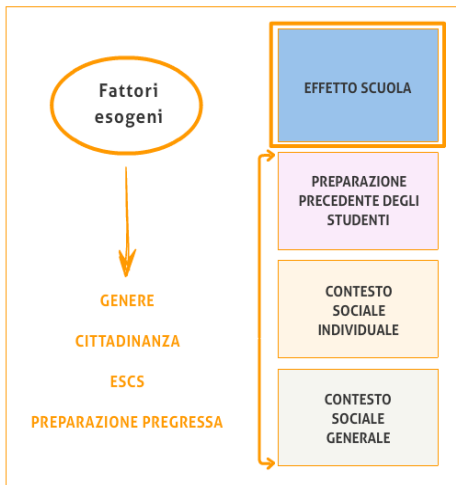 Fattori
esogeni
GENERE
CITTADINANZA
ESCS
PREPARAZIONE PREGRESSA
EFFETTO SCUOLA
PREPARAZIONE
PRECEDENTE DEGLI
STUDENTI
CONTESTO
SOCIALE
INDIVIDUALE
CONTESTO
SOCIALE
GENERALE